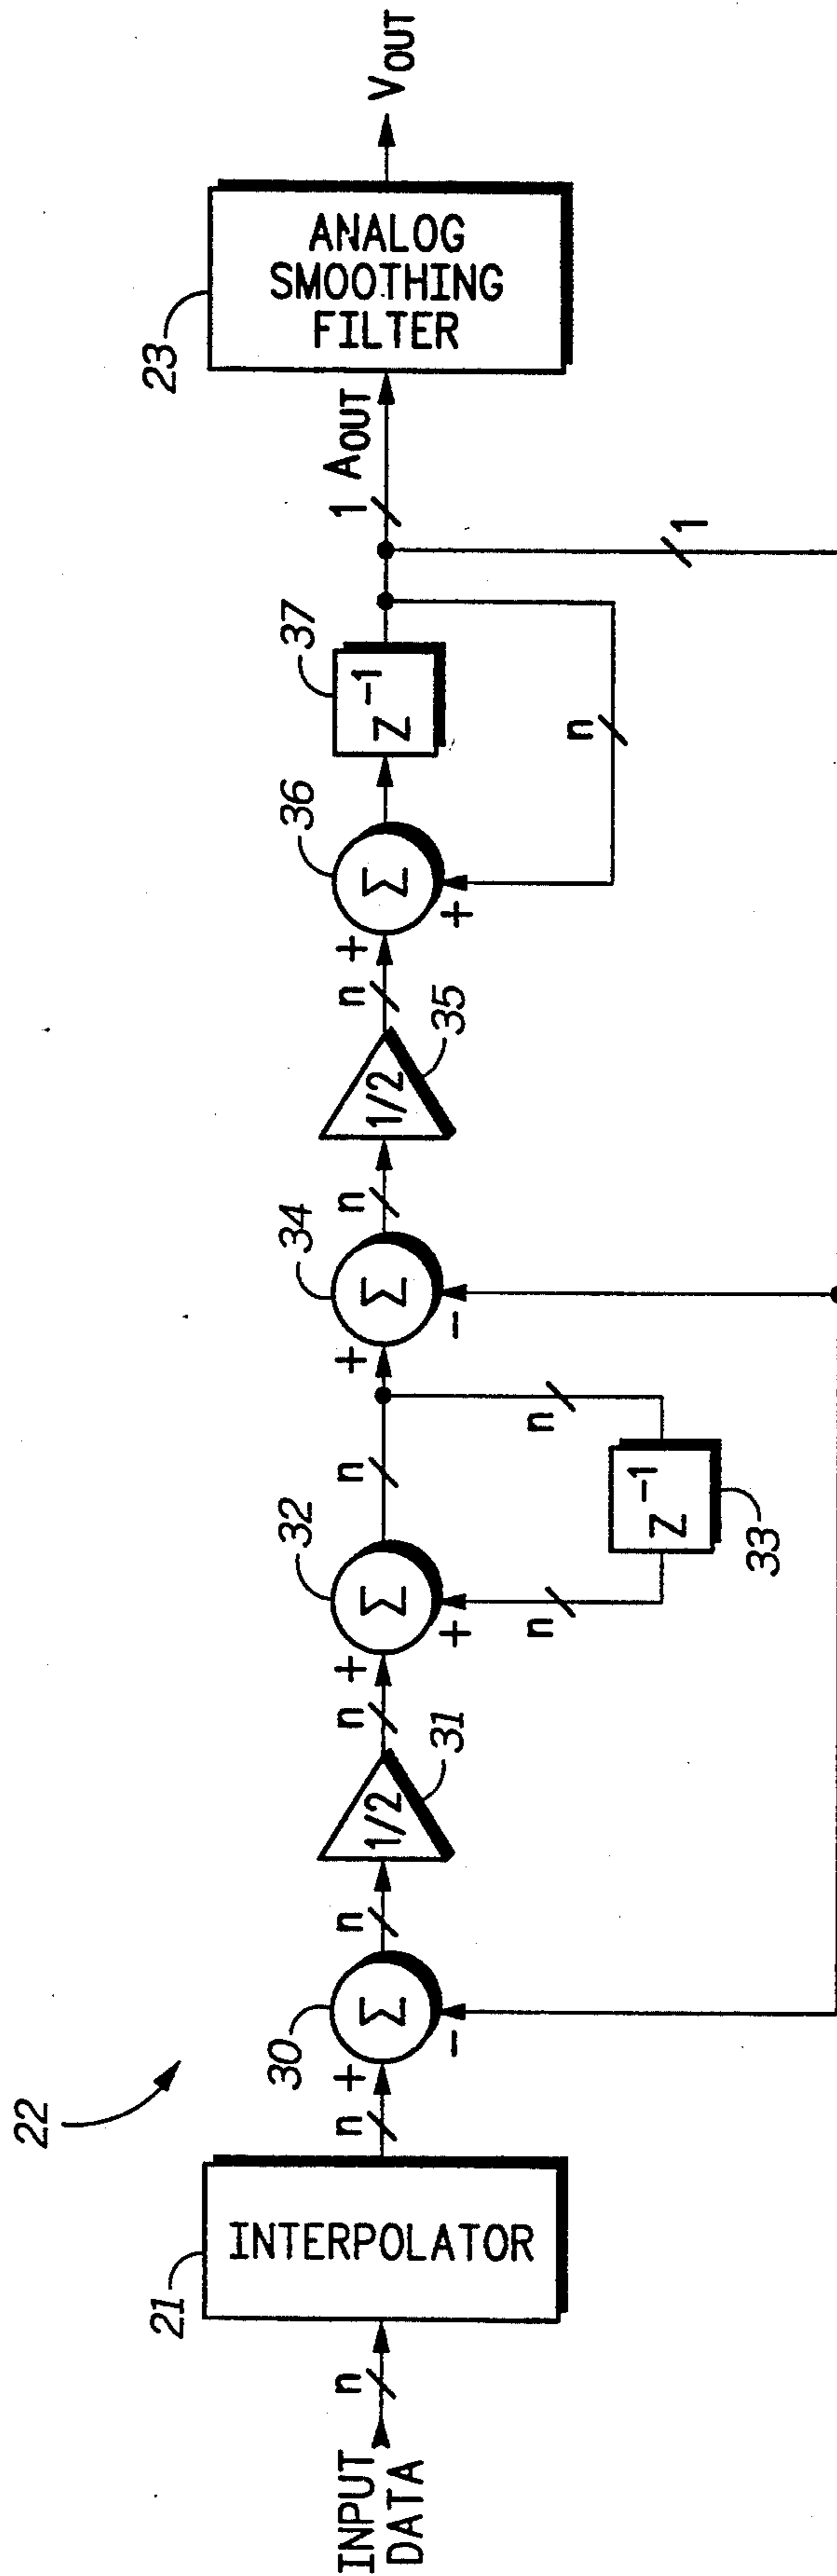 22
INPUT
DATA
n
21
INTERPOLATOR
n
+
-
30
Σ
n
31
1/2
n
+
+
32
Σ
n
n
n
33
Z⁻¹
+
-
34
Σ
n
35
1/2
n
+
+
36
Σ
37
Z⁻¹
n
1
1
AOUT
23
ANALOG
SMOOTHING
FILTER
VOUT